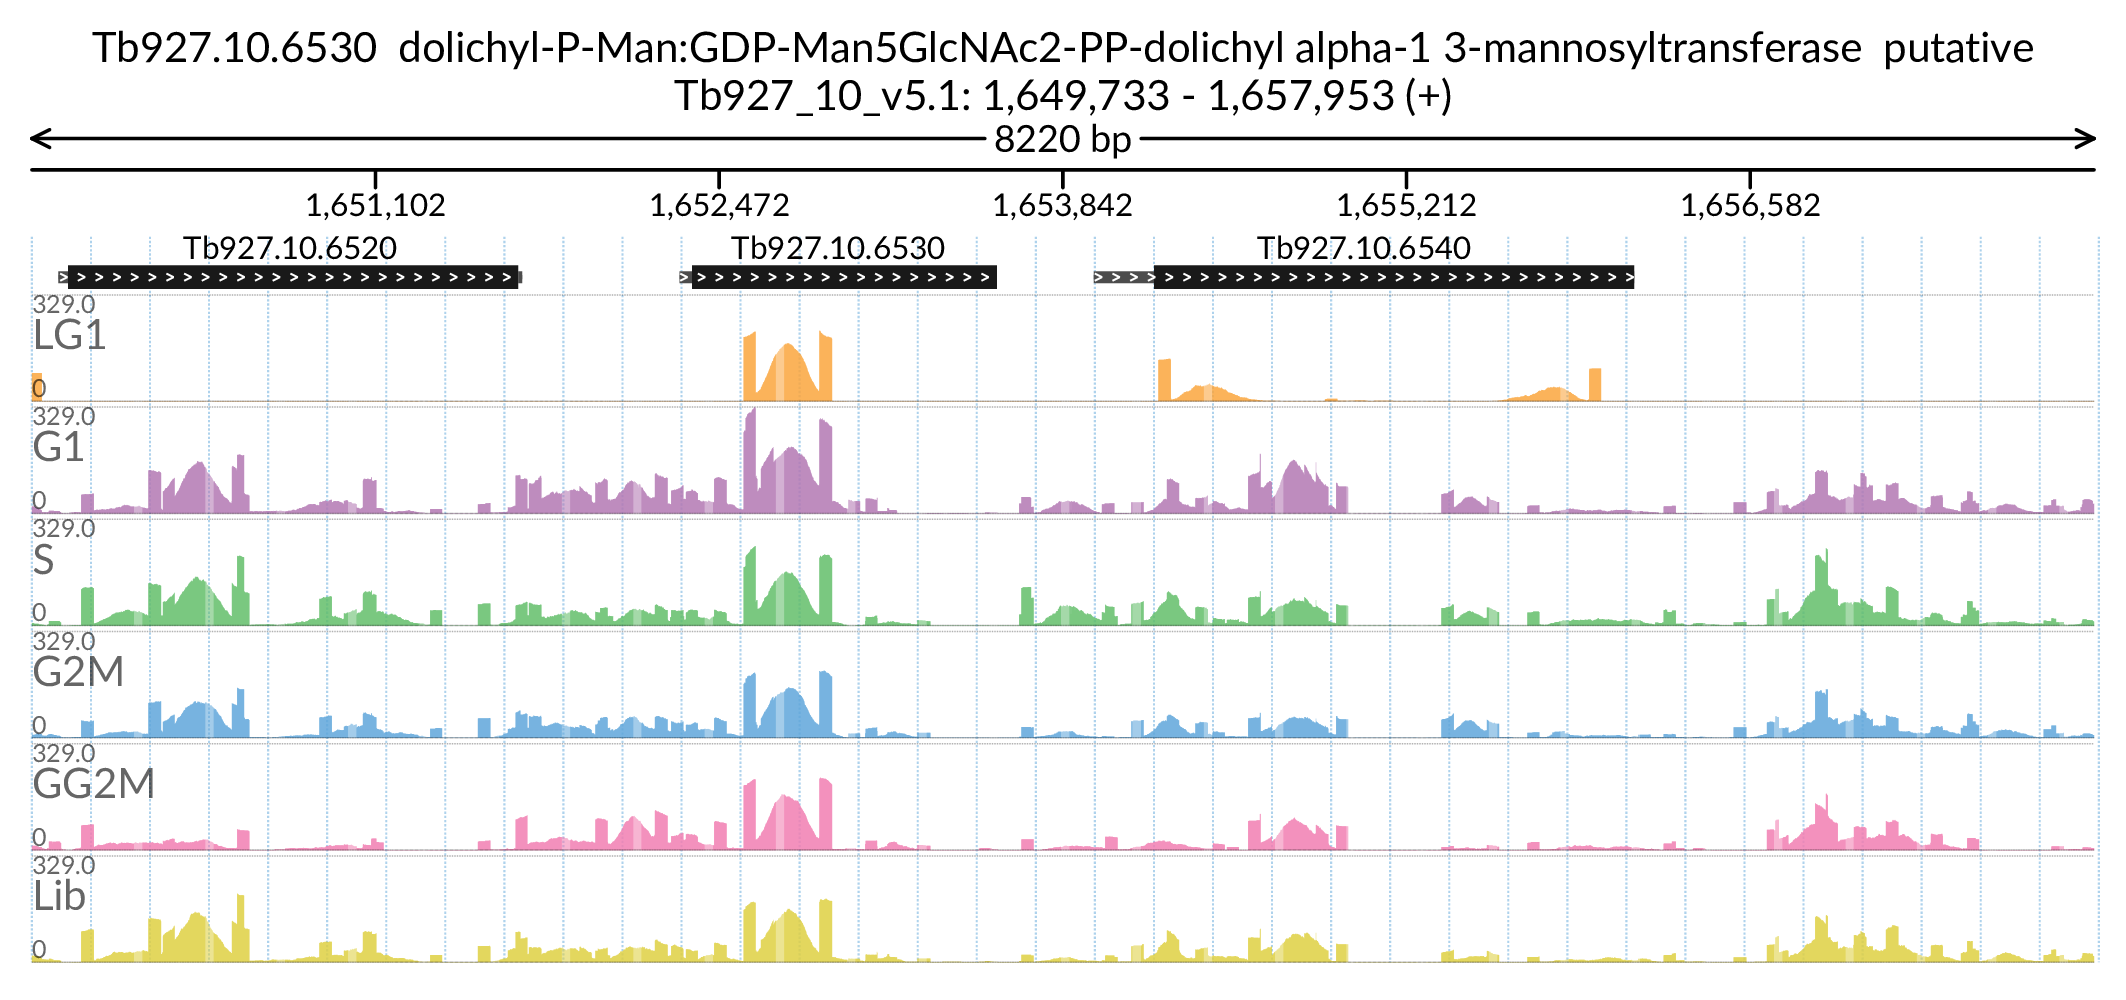 Tb927.10.6530 dolichyl-P-Man:GDP-Man5GlcNAc2-PP-dolichyl alpha-1 3-mannosyltransferase putative
Tb927_10_v5.1: 1,649,733 - 1,657,953 (+)
8220 bp
1,651,102 1,652,472 1,653,842 1,655,212 1,656,582
Tb927.10.6520 Tb927.10.6530 Tb927.10.6540
329.0
LG1
0
329.0
G1
0
329.0
S
0
329.0
G2M
0
329.0
GG2M
0
329.0
Lib
0